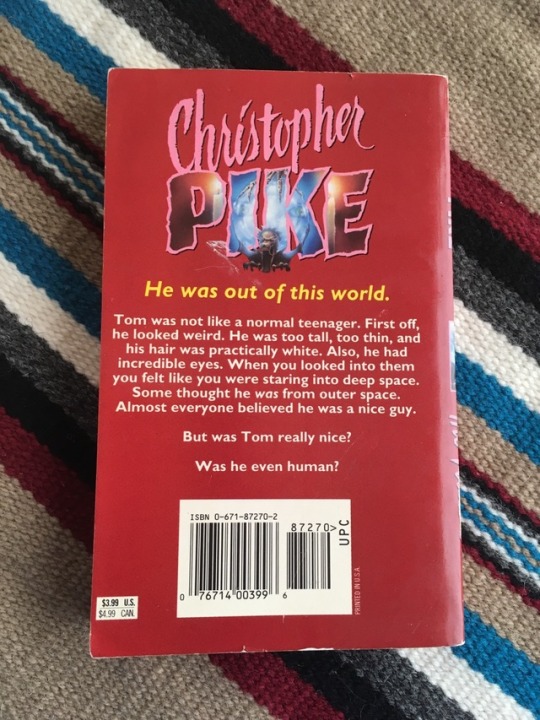 Christopher
PIKE
He was out of this world.
Tom was not like a normal teenager. First off,
he looked weird. He was too tall, too thin, and
his hair was practically white. Also, he had
incredible eyes. When you looked into them
you felt like you were staring into deep space.
Some thought he was from outer space.
Almost everyone believed he was a nice guy.
But was Tom really nice?
Was he even human?
ISBN 0-671-87270-2
87270>
UPC
0 76714 00399 6
PRINTED IN U.S.A.
$3.99 U.S.
$4.99 CAN.